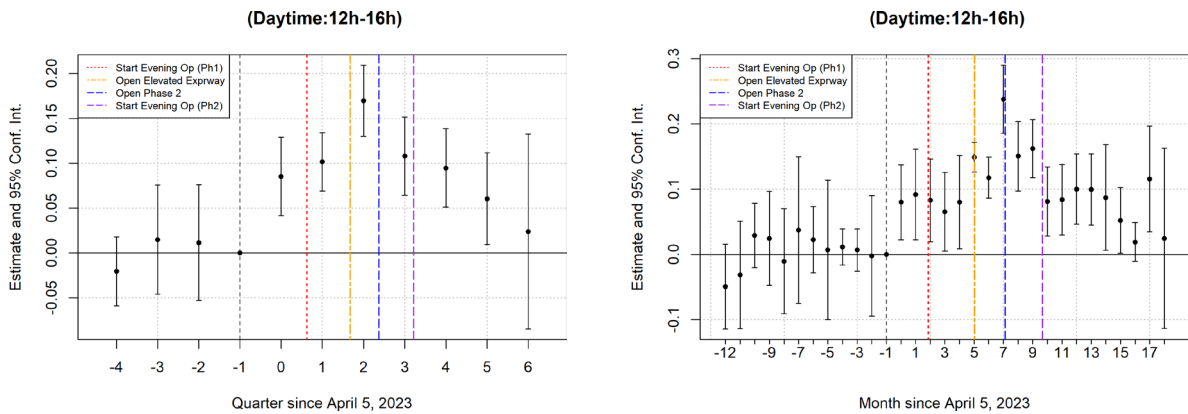 (Daytime:12h-16h)
Start Evening Op (Ph1)
Open Elevated Exprway
Open Phase 2
Start Evening Op (Ph2)
Estimate and 95% Conf. Int.
0.20
0.15
0.10
0.05
0.00
-0.05
-4 -3 -2 -1 0 1 2 3 4 5 6
Quarter since April 5, 2023
(Daytime:12h-16h)
Start Evening Op (Ph1)
Open Elevated Exprway
Open Phase 2
Start Evening Op (Ph2)
Estimate and 95% Conf. Int.
0.3
0.2
0.1
0.0
-0.1
-12 -9 -7 -5 -3 -1 1 3 5 7 9 11 13 15 17
Month since April 5, 2023